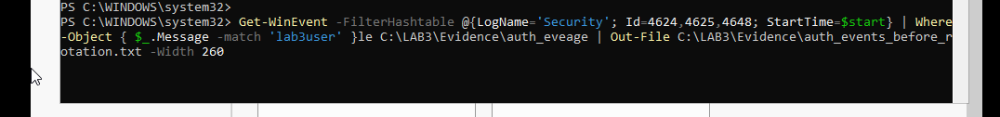 PS C:\WINDOWS\system32>
PS C:\WINDOWS\system32> Get-WinEvent -FilterHashtable @{LogName='Security'; Id=4624,4625,4648; StartTime=$start} | Where
-Object { $_.Message -match 'lab3user' }le C:\LAB3\Evidence\auth_eveage | Out-File C:\LAB3\Evidence\auth_events_before_r
otation.txt -Width 260